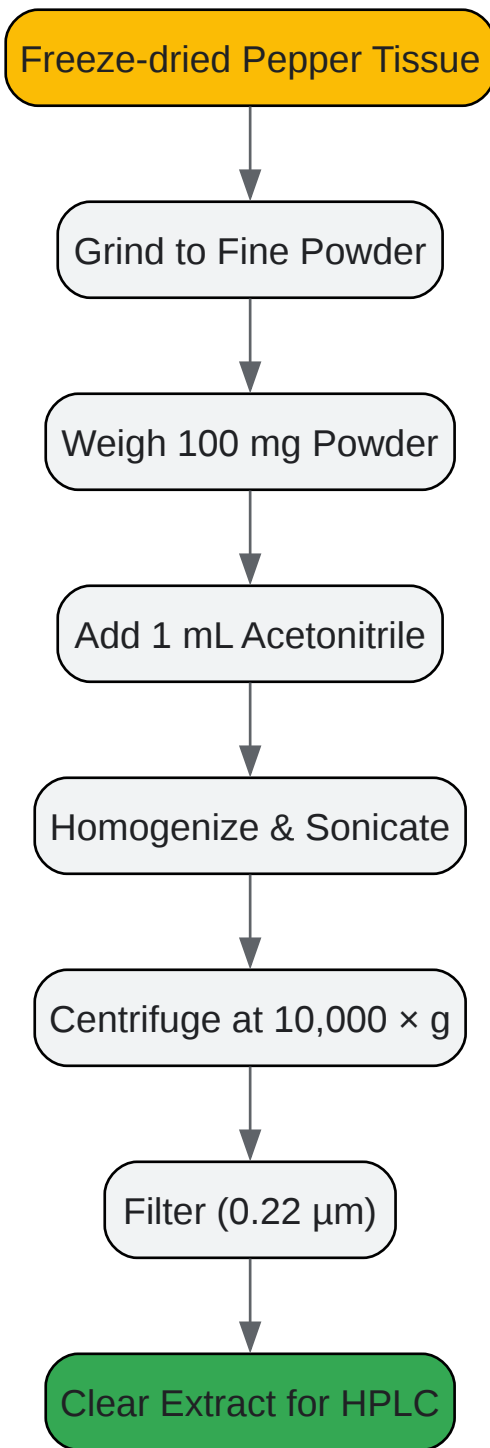 Freeze-dried Pepper Tissue
Grind to Fine Powder
Weigh 100 mg Powder
Add 1 mL Acetonitrile
Homogenize & Sonicate
Centrifuge at 10,000 × g
Filter (0.22 µm)
Clear Extract for HPLC